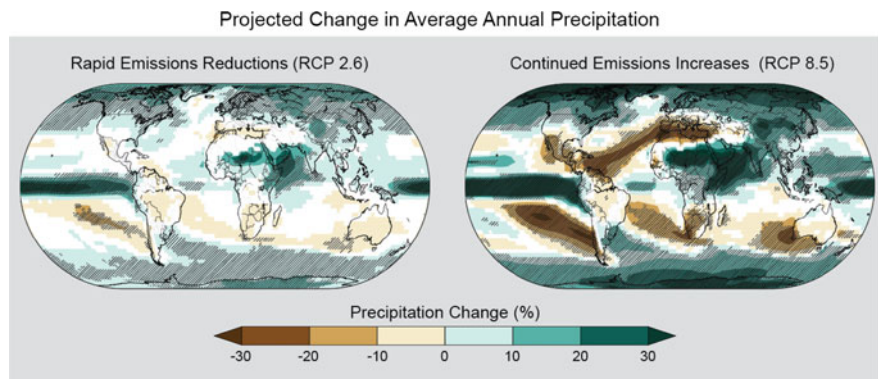 Projected Change in Average Annual Precipitation
Rapid Emissions Reductions (RCP 2.6)
Continued Emissions Increases (RCP 8.5)
Precipitation Change (%)
-30 -20 -10 0 10 20 30